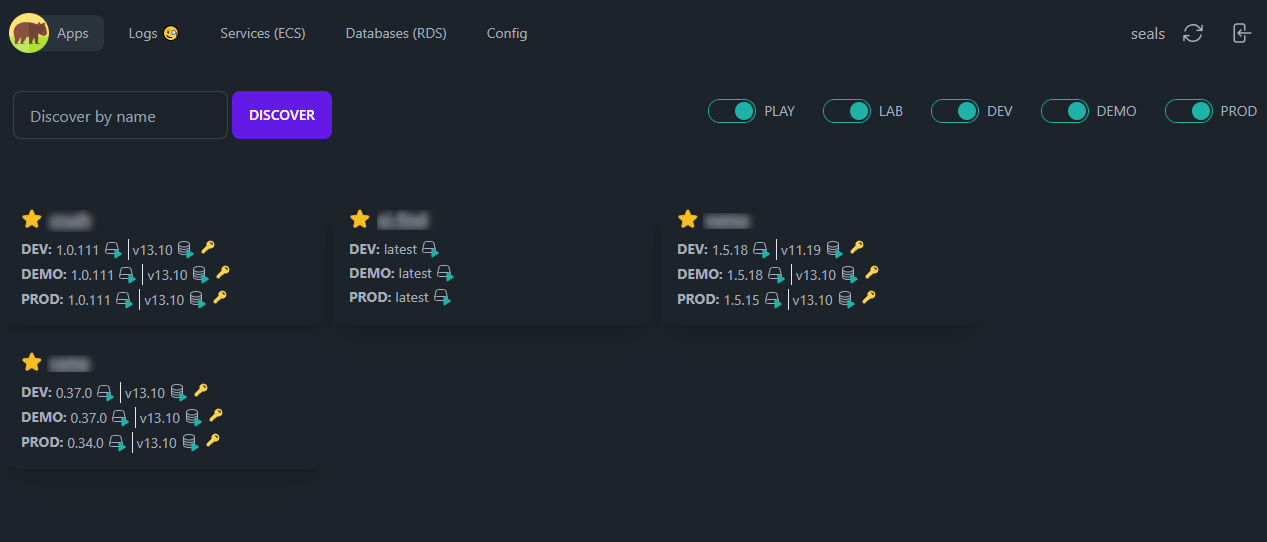 Apps Logs Services (ECS) Databases (RDS) Config seals
Discover by name DISCOVER PLAY LAB DEV DEMO PROD
DEV: 1.0.111 v13.10
DEMO: 1.0.111 v13.10
PROD: 1.0.111 v13.10
DEV: latest
DEMO: latest
PROD: latest
DEV: 1.5.18 v11.19
DEMO: 1.5.18 v13.10
PROD: 1.5.15 v13.10
DEV: 0.37.0 v13.10
DEMO: 0.37.0 v13.10
PROD: 0.34.0 v13.10